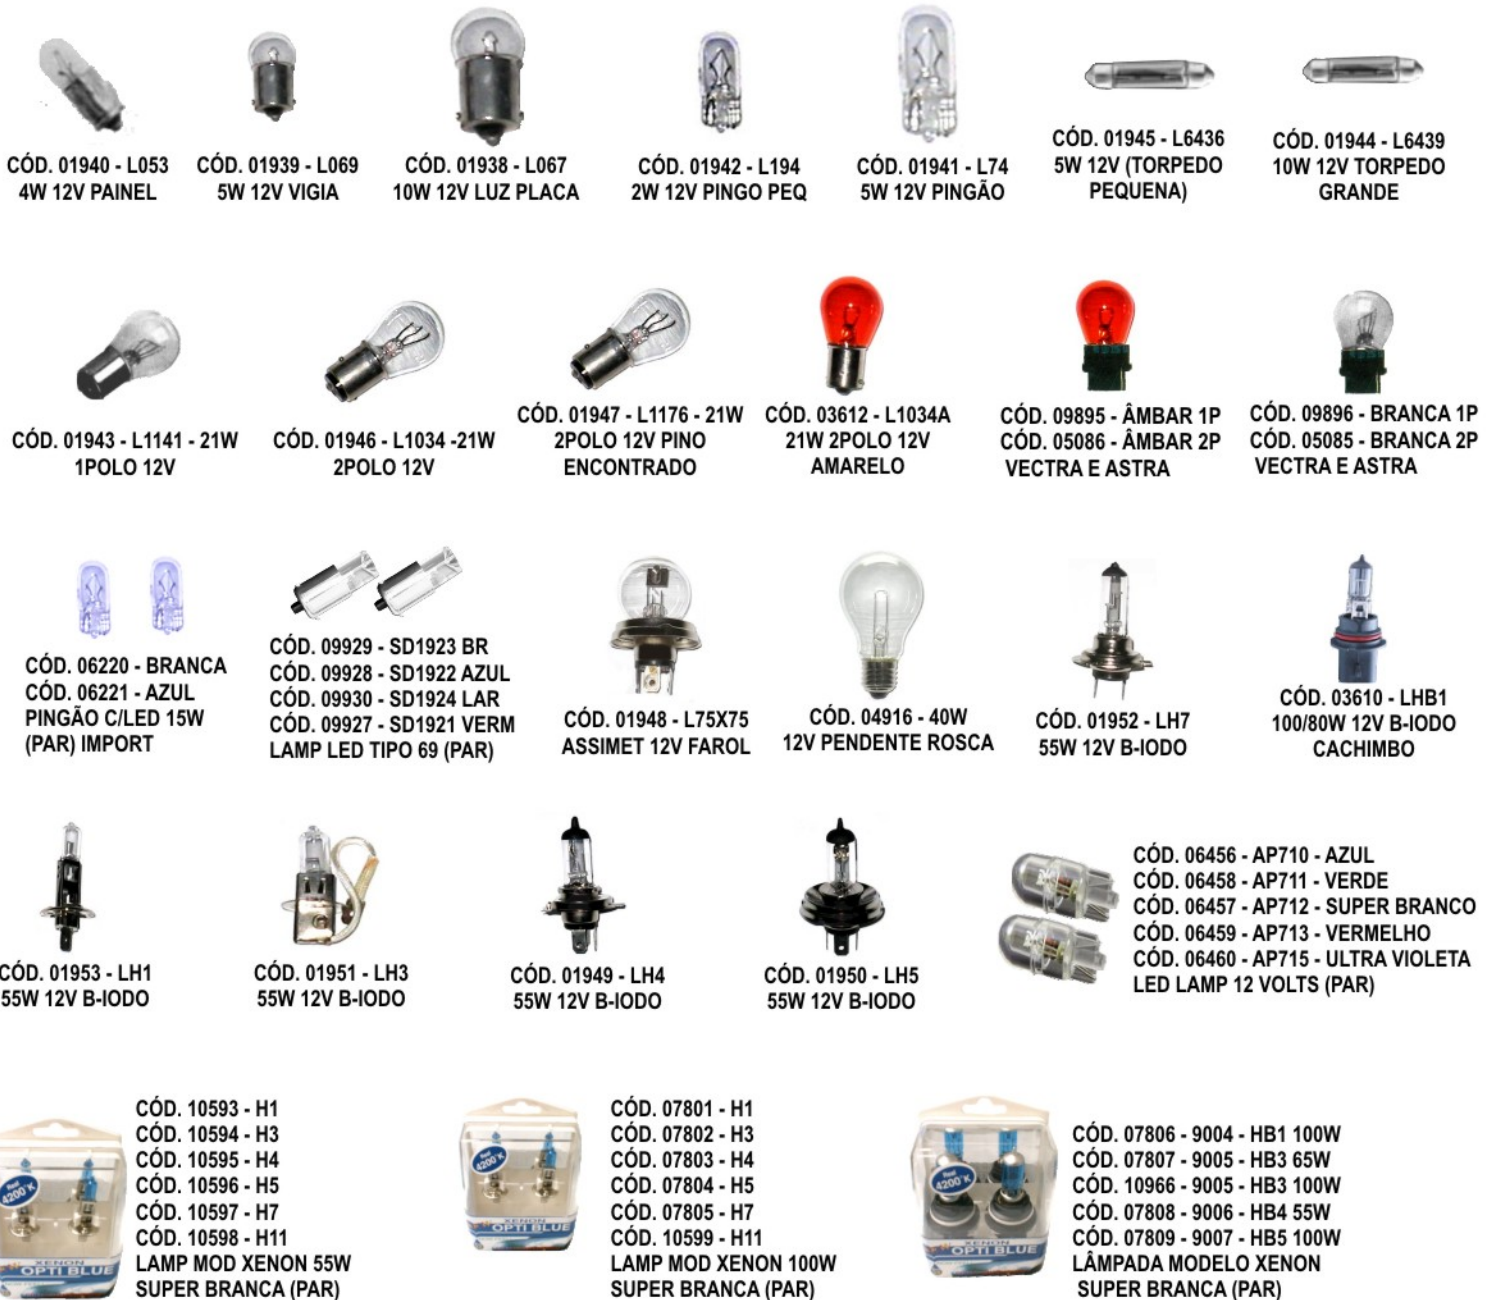 CÓD. 01940 - L053
4W 12V PAINEL
CÓD. 01939 - L069
5W 12V VIGIA
CÓD. 01938 - L067
10W 12V LUZ PLACA
CÓD. 01942 - L194
2W 12V PINGO PEQ
CÓD. 01941 - L74
5W 12V PINGÃO
CÓD. 01945 - L6436
5W 12V (TORPEDO
PEQUENA)
CÓD. 01944 - L6439
10W 12V TORPEDO
GRANDE
CÓD. 01943 - L1141 - 21W
1POLO 12V
CÓD. 01946 - L1034 -21W
2POLO 12V
CÓD. 01947 - L1176 - 21W
2POLO 12V PINO
ENCONTRADO
CÓD. 03612 - L1034A
21W 2POLO 12V
AMARELO
CÓD. 09895 - ÂMBAR 1P
CÓD. 05086 - ÂMBAR 2P
VECTRA E ASTRA
CÓD. 09896 - BRANCA 1P
CÓD. 05085 - BRANCA 2P
VECTRA E ASTRA
CÓD. 06220 - BRANCA
CÓD. 06221 - AZUL
PINGÃO C/LED 15W
(PAR) IMPORT
CÓD. 09929 - SD1923 BR
CÓD. 09928 - SD1922 AZUL
CÓD. 09930 - SD1924 LAR
CÓD. 09927 - SD1921 VERM
LAMP LED TIPO 69 (PAR)
CÓD. 01948 - L75X75
ASSIMET 12V FAROL
CÓD. 04916 - 40W
12V PENDENTE ROSCA
CÓD. 01952 - LH7
55W 12V B-IODO
CÓD. 03610 - LHB1
100/80W 12V B-IODO
CACHIMBO
CÓD. 01953 - LH1
55W 12V B-IODO
CÓD. 01951 - LH3
55W 12V B-IODO
CÓD. 01949 - LH4
55W 12V B-IODO
CÓD. 01950 - LH5
55W 12V B-IODO
CÓD. 06456 - AP710 - AZUL
CÓD. 06458 - AP711 - VERDE
CÓD. 06457 - AP712 - SUPER BRANCO
CÓD. 06459 - AP713 - VERMELHO
CÓD. 06460 - AP715 - ULTRA VIOLETA
LED LAMP 12 VOLTS (PAR)
4200°K
XENON
OPTI BLUE
CÓD. 10593 - H1
CÓD. 10594 - H3
CÓD. 10595 - H4
CÓD. 10596 - H5
CÓD. 10597 - H7
CÓD. 10598 - H11
LAMP MOD XENON 55W
SUPER BRANCA (PAR)
4200°K
XENON
OPTI BLUE
CÓD. 07801 - H1
CÓD. 07802 - H3
CÓD. 07803 - H4
CÓD. 07804 - H5
CÓD. 07805 - H7
CÓD. 10599 - H11
LAMP MOD XENON 100W
SUPER BRANCA (PAR)
4200°K
XENON
OPTI BLUE
CÓD. 07806 - 9004 - HB1 100W
CÓD. 07807 - 9005 - HB3 65W
CÓD. 10966 - 9005 - HB3 100W
CÓD. 07808 - 9006 - HB4 55W
CÓD. 07809 - 9007 - HB5 100W
LÂMPADA MODELO XENON
SUPER BRANCA (PAR)